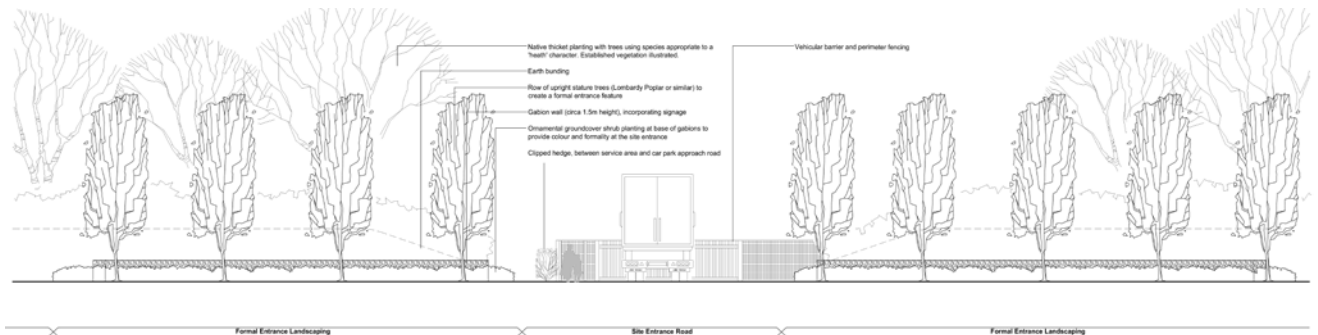 Native thicket planting with trees using species appropriate to a
'heath' character. Established vegetation illustrated.
Earth bunding
Row of upright stature trees (Lombardy Poplar or similar) to
create a formal entrance feature
Gabion wall (circa 1.5m height), incorporating signage
Ornamental groundcover shrub planting at base of gabions to
provide colour and formality at the site entrance
Clipped hedge, between service area and car park approach road
Vehicular barrier and perimeter fencing
Formal Entrance Landscaping
Site Entrance Road
Formal Entrance Landscaping